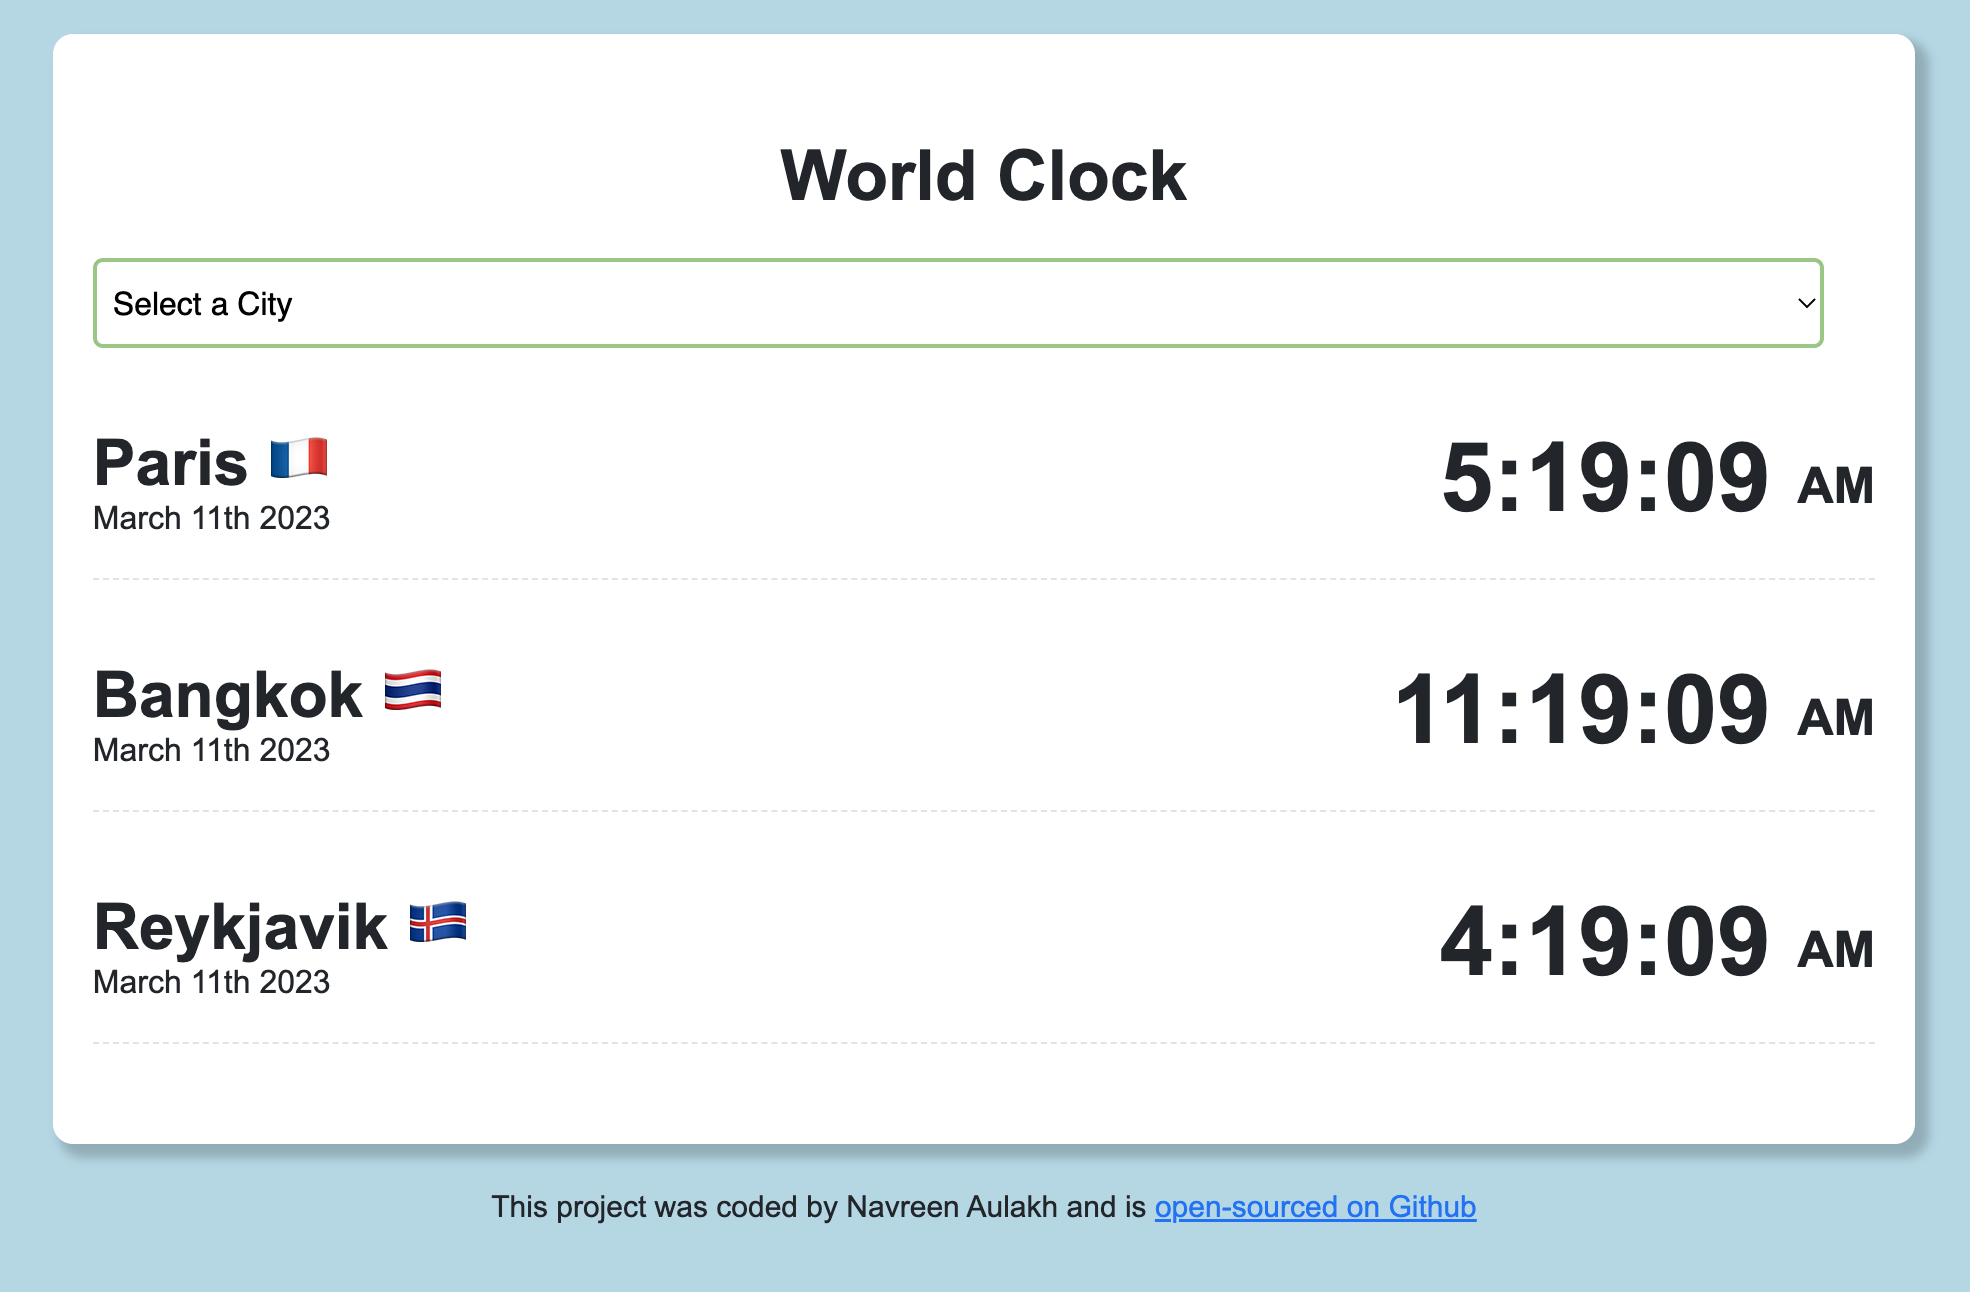 World Clock
Select a City
Paris 🇫🇷
5:19:09 AM
March 11th 2023
Bangkok 🇹🇭
11:19:09 AM
March 11th 2023
Reykjavik 🇮🇸
4:19:09 AM
March 11th 2023
This project was coded by Navreen Aulakh and is open-sourced on Github